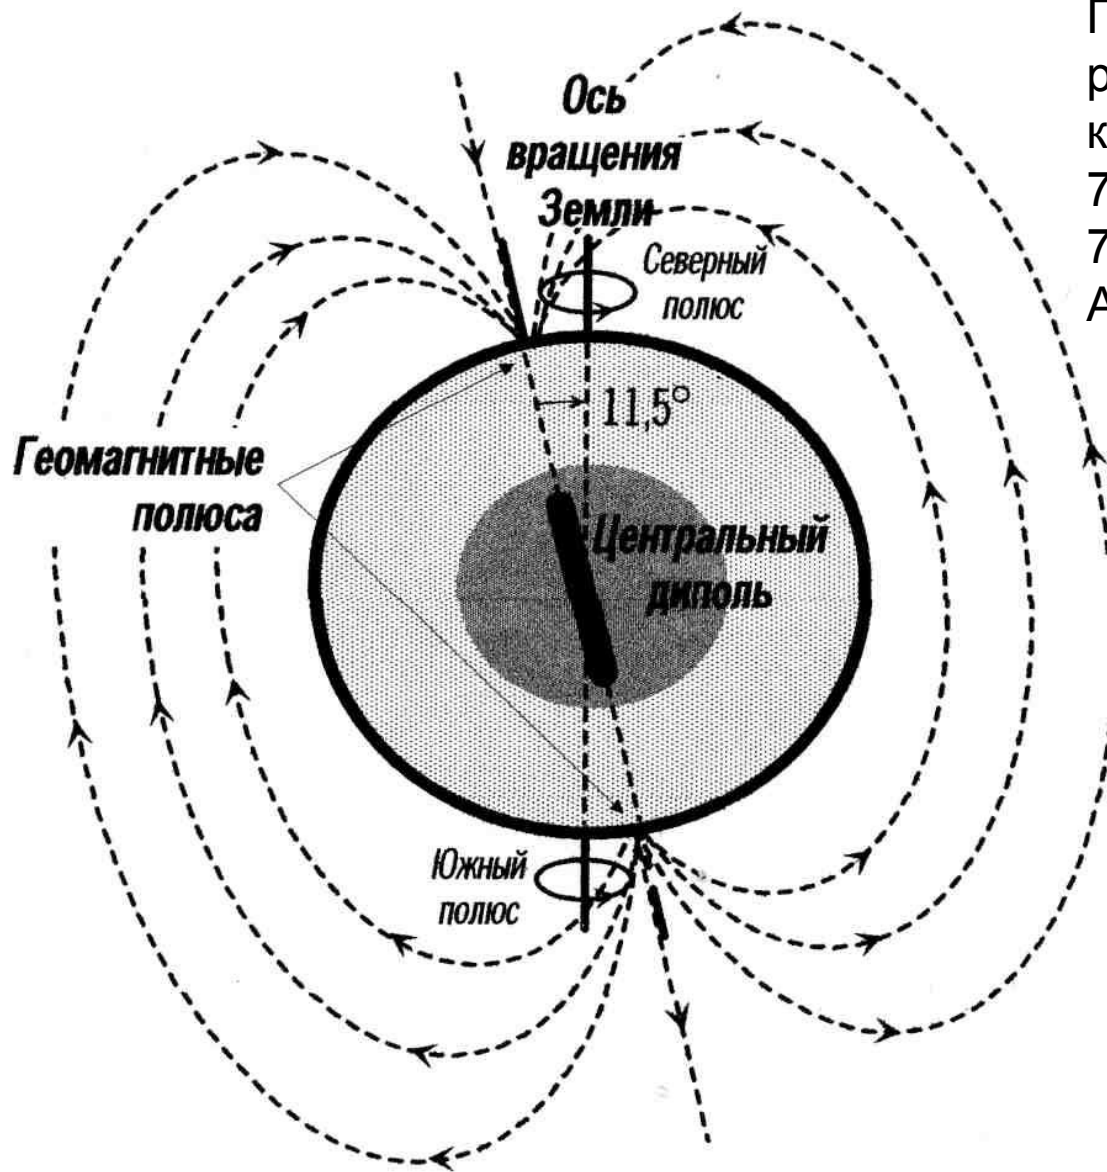 Ось
вращения
Земли
Северный
полюс
11,5°
Геомагнитные
полюса
Центральный
диполь
Южный
полюс